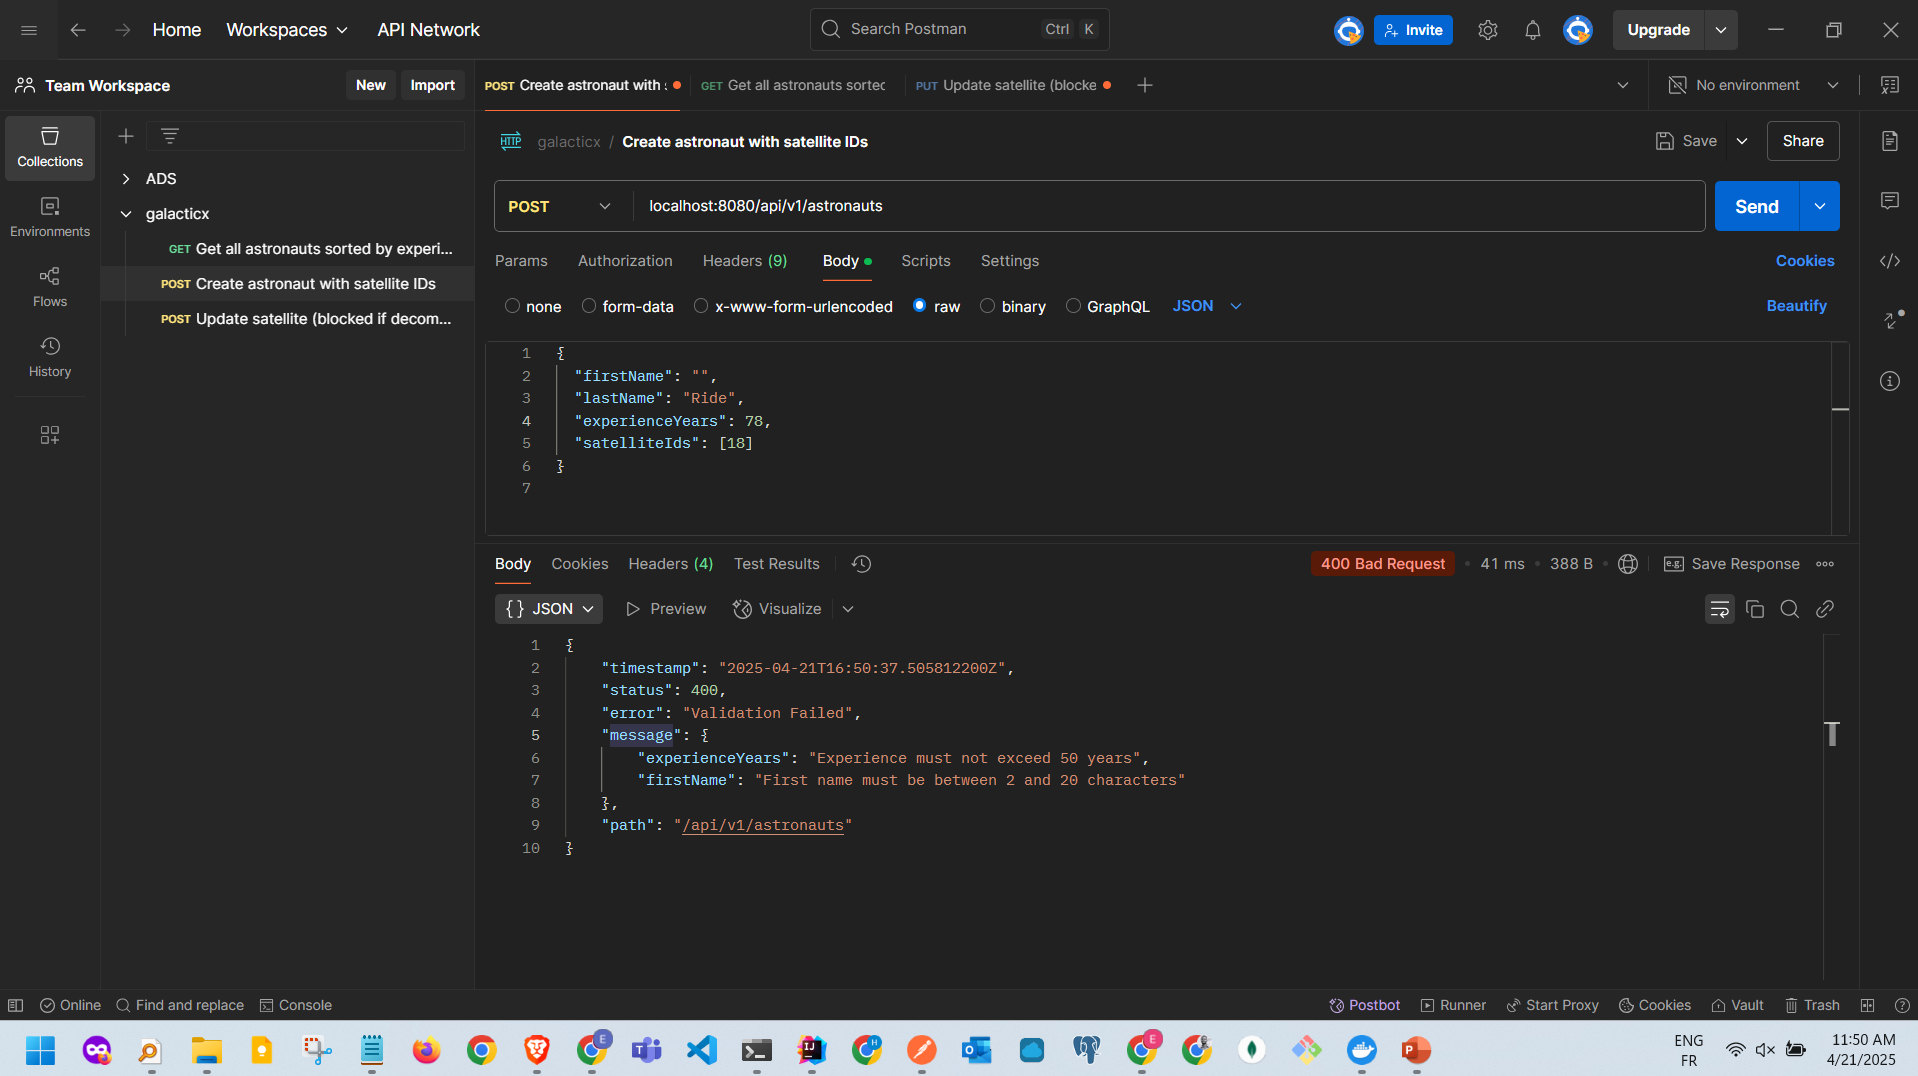 Home
Workspaces
API Network
Search Postman
Ctrl
K
Invite
Upgrade
Team Workspace
New
Import
POST Create astronaut with s
GET Get all astronauts sorted
PUT Update satellite (blocke
No environment
Collections
Environments
Flows
History
ADS
galacticx
GET Get all astronauts sorted by experi...
POST Create astronaut with satellite IDs
POST Update satellite (blocked if decom...
HTTP
galacticx / Create astronaut with satellite IDs
Save
Share
POST
localhost:8080/api/v1/astronauts
Send
Params
Authorization
Headers (9)
Body
Scripts
Settings
Cookies
none
form-data
x-www-form-urlencoded
raw
binary
GraphQL
JSON
Beautify
1 {
2 "firstName": "",
3 "lastName": "Ride",
4 "experienceYears": 78,
5 "satelliteIds": [18]
6 }
7
Body
Cookies
Headers (4)
Test Results
400 Bad Request
41 ms
388 B
e.g.
Save Response
{} JSON
Preview
Visualize
1 {
2 "timestamp": "2025-04-21T16:50:37.505812200Z",
3 "status": 400,
4 "error": "Validation Failed",
5 "message": {
6 "experienceYears": "Experience must not exceed 50 years",
7 "firstName": "First name must be between 2 and 20 characters"
8 },
9 "path": "/api/v1/astronauts"
10 }
Online
Find and replace
Console
Postbot
Runner
Start Proxy
Cookies
Vault
Trash
ENG
FR
11:50 AM
4/21/2025